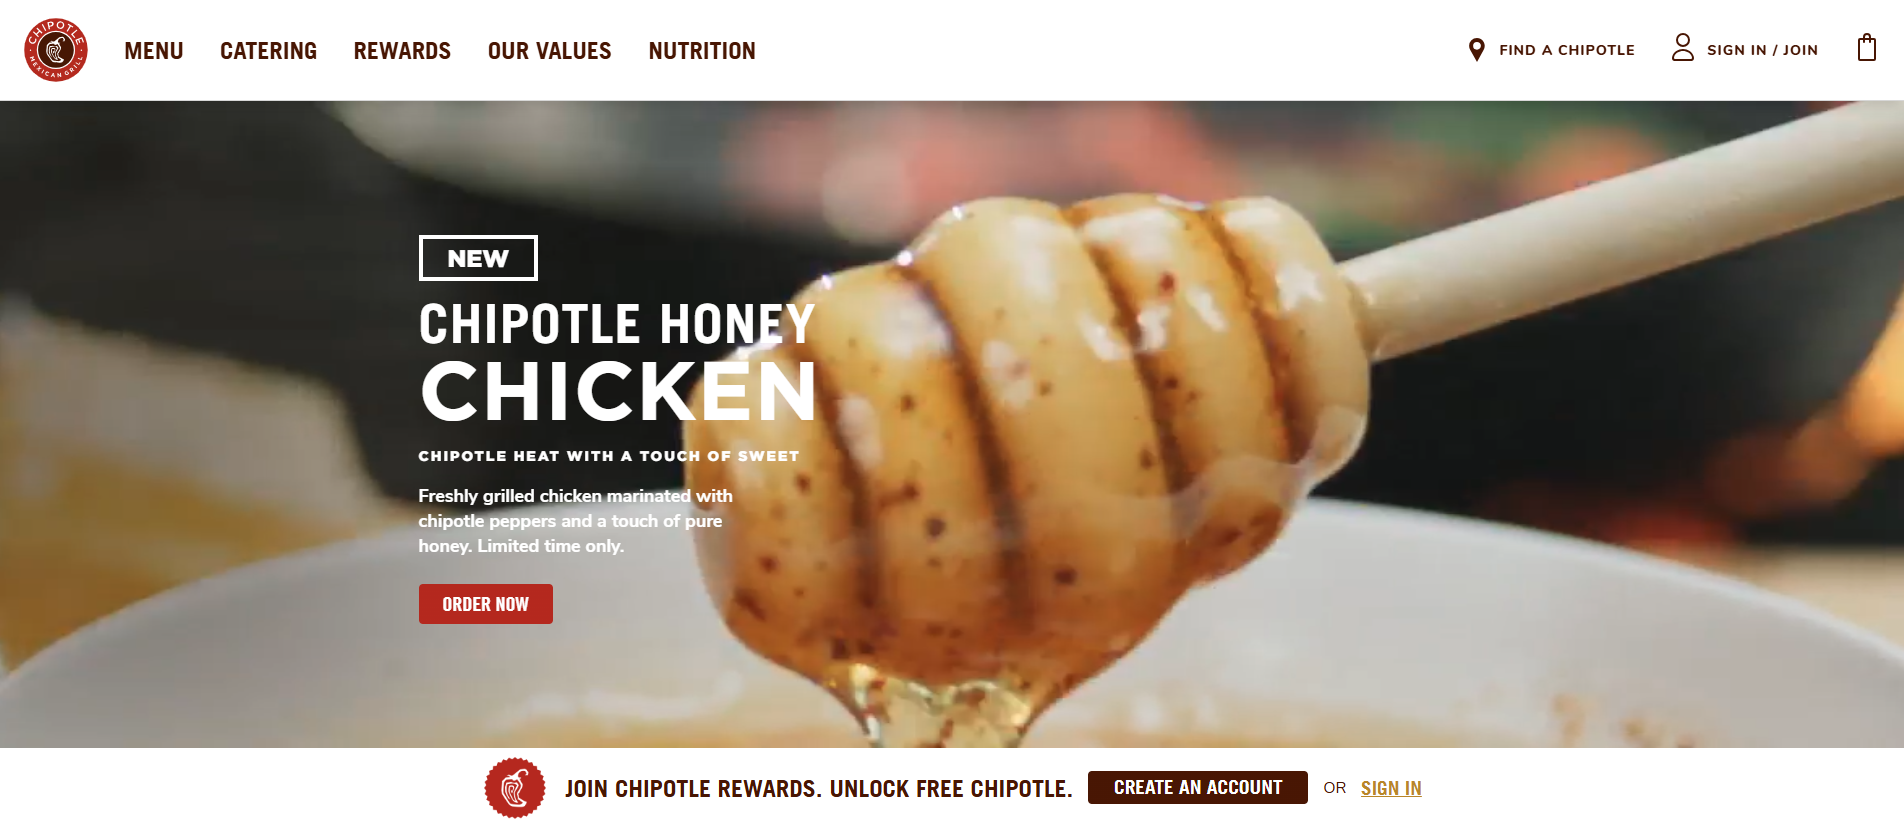 CHIPOTLE
MEXICAN GRILL
MENU
CATERING
REWARDS
OUR VALUES
NUTRITION
FIND A CHIPOTLE
SIGN IN / JOIN
NEW
CHIPOTLE HONEY
CHICKEN
CHIPOTLE HEAT WITH A TOUCH OF SWEET
Freshly grilled chicken marinated with
chipotle peppers and a touch of pure
honey. Limited time only.
ORDER NOW
JOIN CHIPOTLE REWARDS. UNLOCK FREE CHIPOTLE.
CREATE AN ACCOUNT
OR
SIGN IN